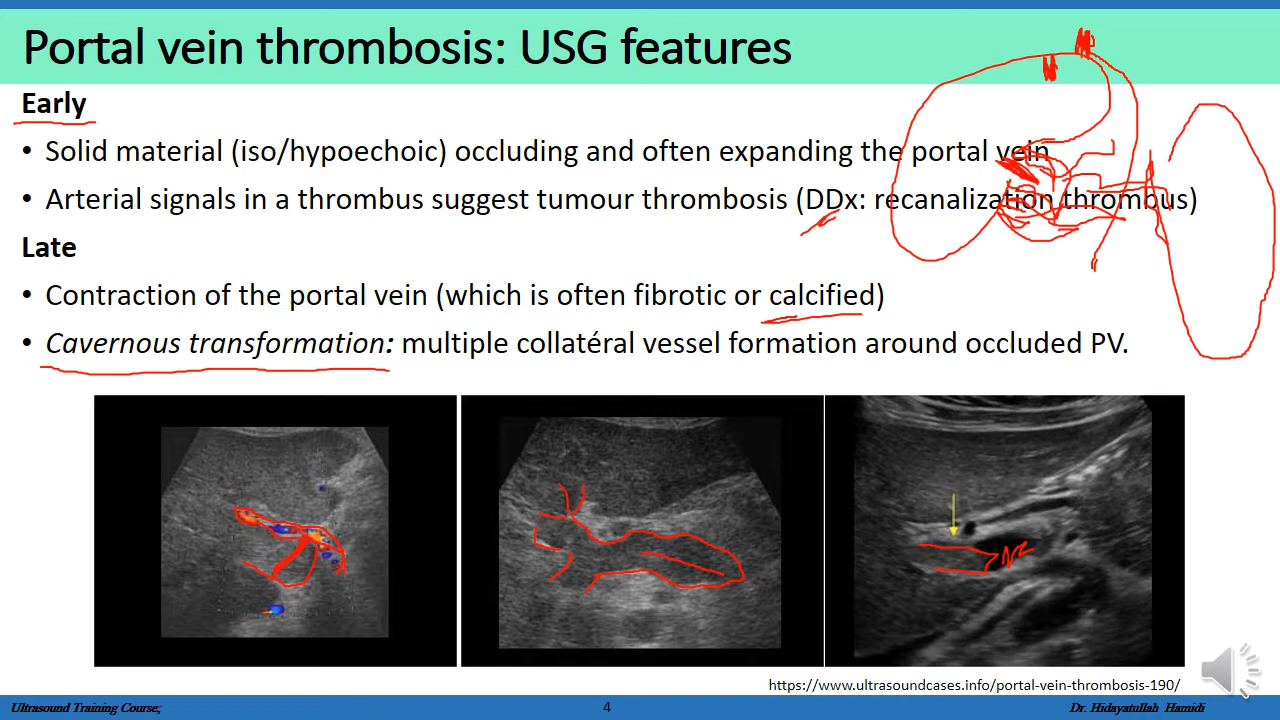 Portal vein thrombosis: USG features
Early
• Solid material (iso/hypoechoic) occluding and often expanding the portal vein
• Arterial signals in a thrombus suggest tumour thrombosis (DDx: recanalization thrombus)
Late
• Contraction of the portal vein (which is often fibrotic or calcified)
• Cavernous transformation: multiple collatéral vessel formation around occluded PV.
https://www.ultrasoundcases.info/portal-vein-thrombosis-190/
Ultrasound Training Course;
4
Dr. Hidayatullah Hamidi